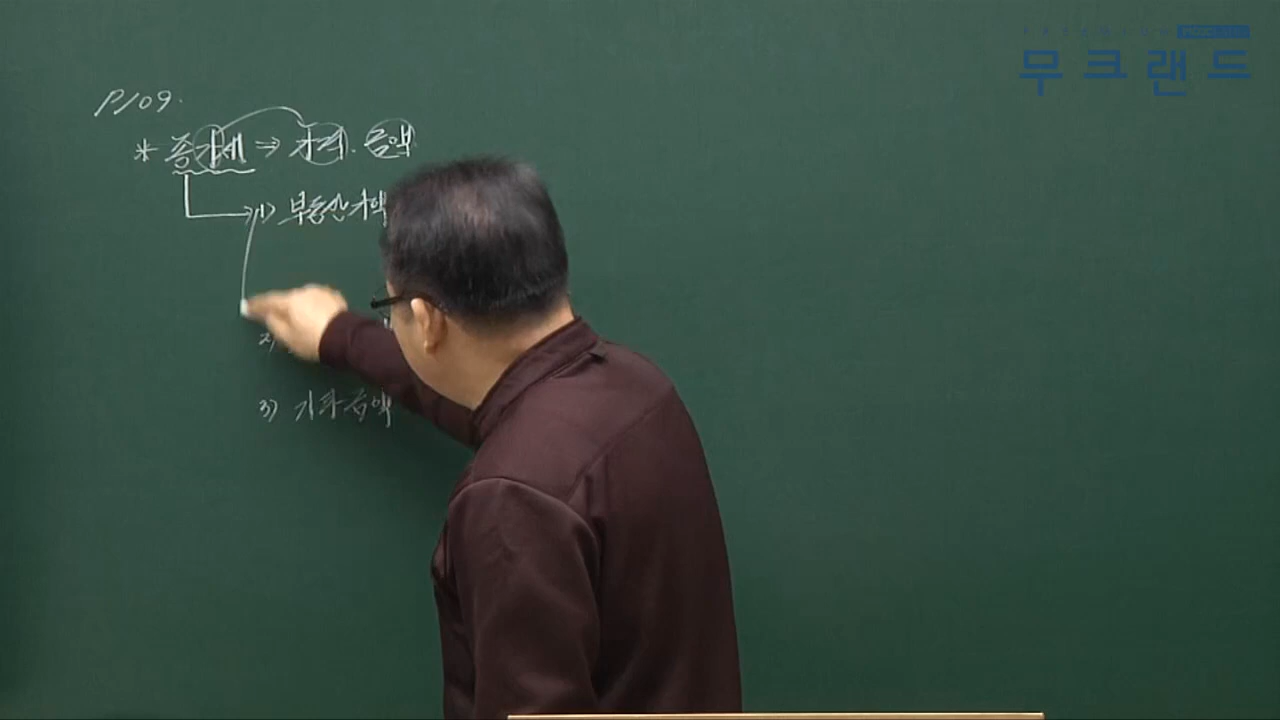 무크랜드
P109.
* 종가세 ⇒ 가격. 금액
1) 부동산가액
2)
3) 기타금액